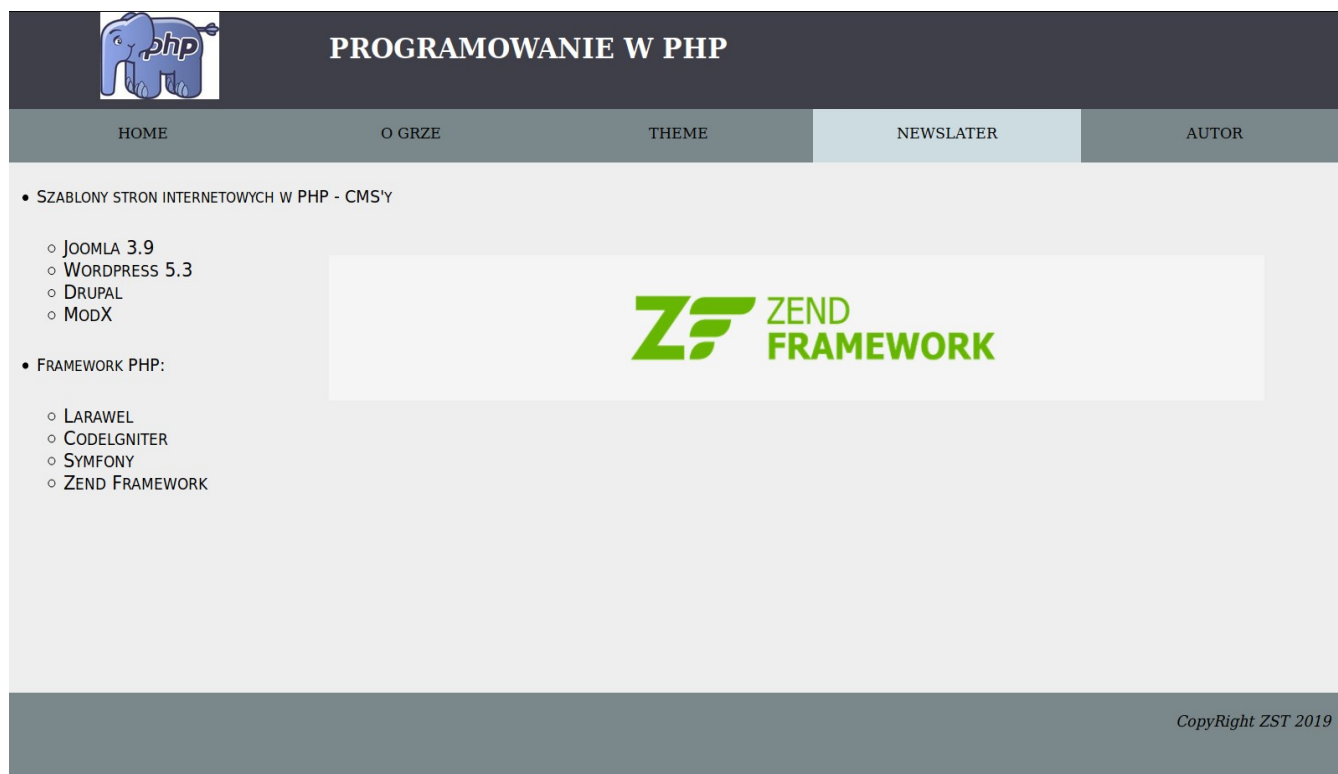 php
PROGRAMOWANIE W PHP
HOME
O GRZE
THEME
NEWSLATER
AUTOR
SZABLONY STRON INTERNETOWYCH W PHP - CMS'Y
JOOMLA 3.9
WORDPRESS 5.3
DRUPAL
MODX
FRAMEWORK PHP:
LARAWEL
CODELGNITER
SYMFONY
ZEND FRAMEWORK
ZF ZEND
FRAMEWORK
CopyRight ZST 2019